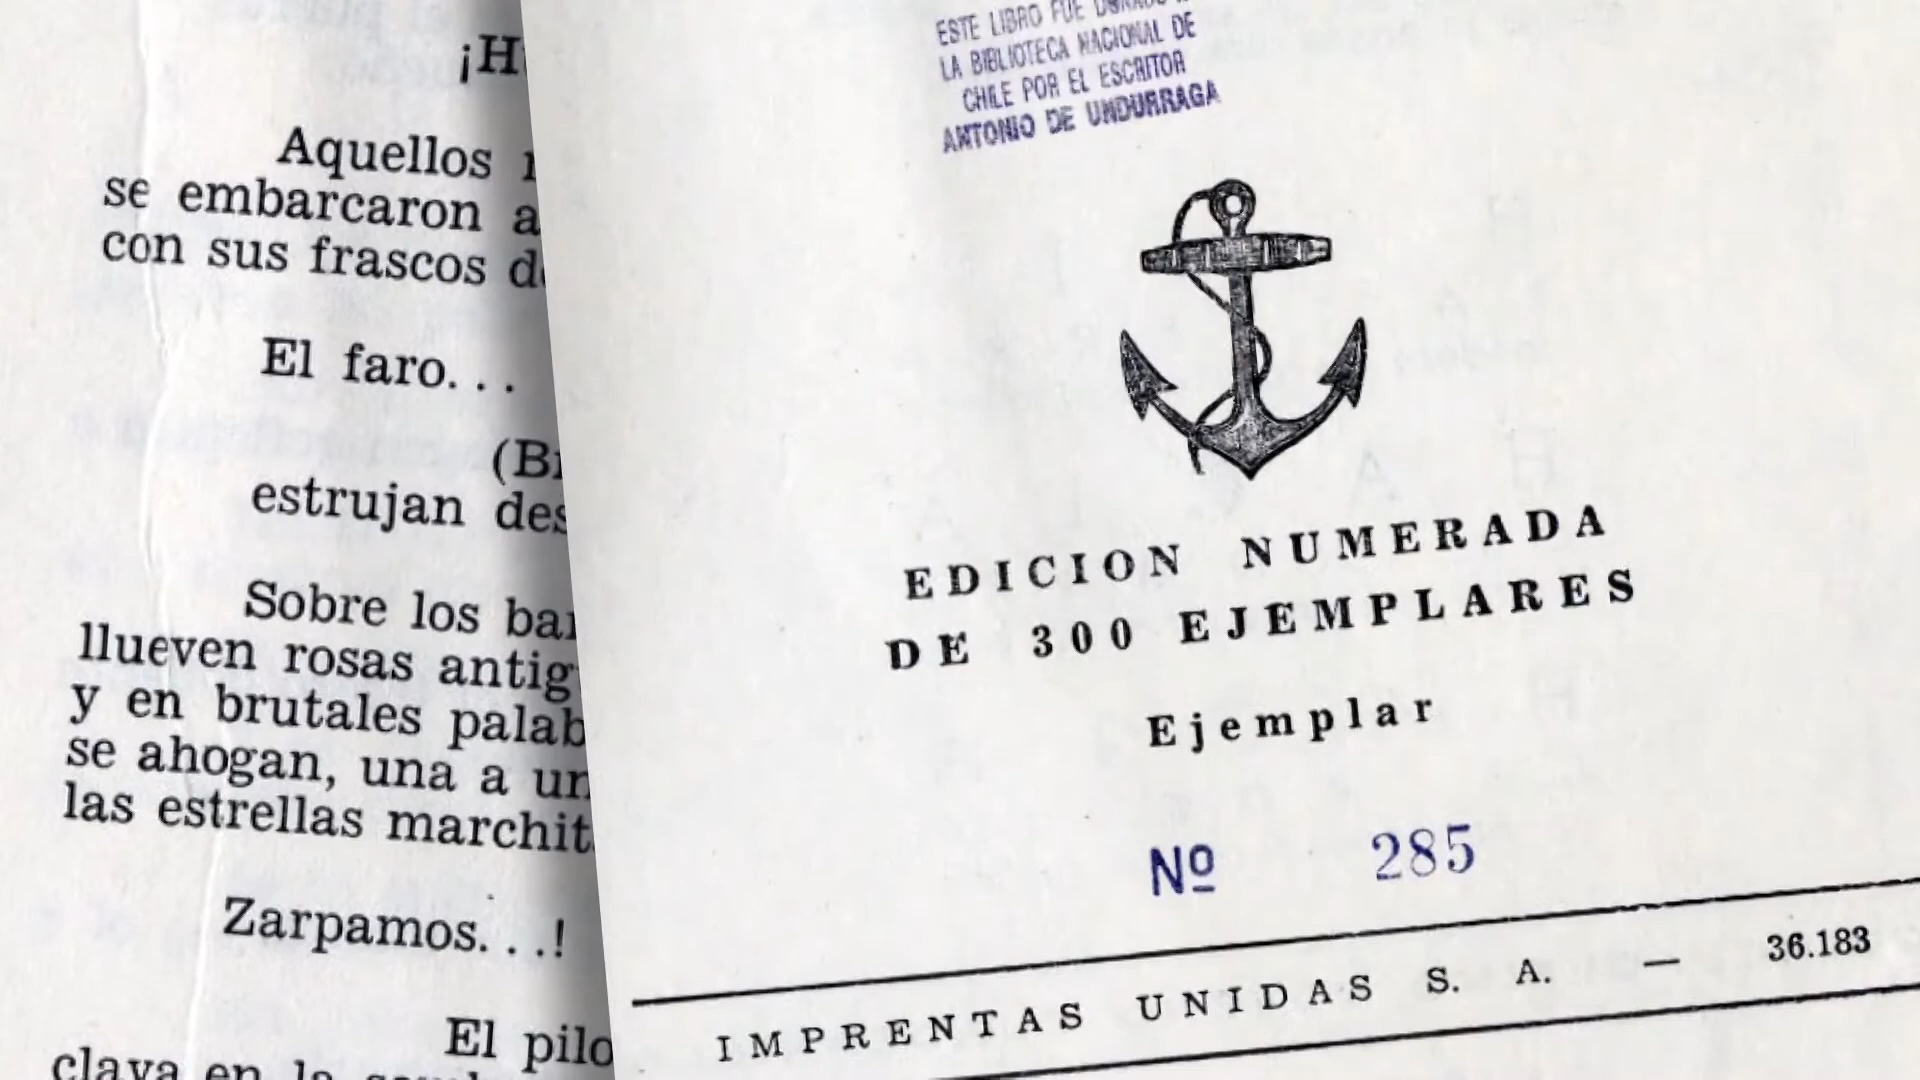 ¡H
Aquellos
se embarcaron a
con sus frascos
El faro...
estrujan des
Sobre los
llueven rosas antig
y en brutales palab
se ahogan, una a un
las estrellas marchit
Zarpamos...!
El pilo
clava en la
ESTE LIBRO FUE
LA BIBLIOTECA NACIONAL DE
CHILE POR EL ESCRITOR
ANTONIO DE UNDURRAGA
EDICION NUMERADA
DE 300 EJEMPLARES
Ejemplar
Nº 285
IMPRENTAS UNIDAS S. A. — 36.183